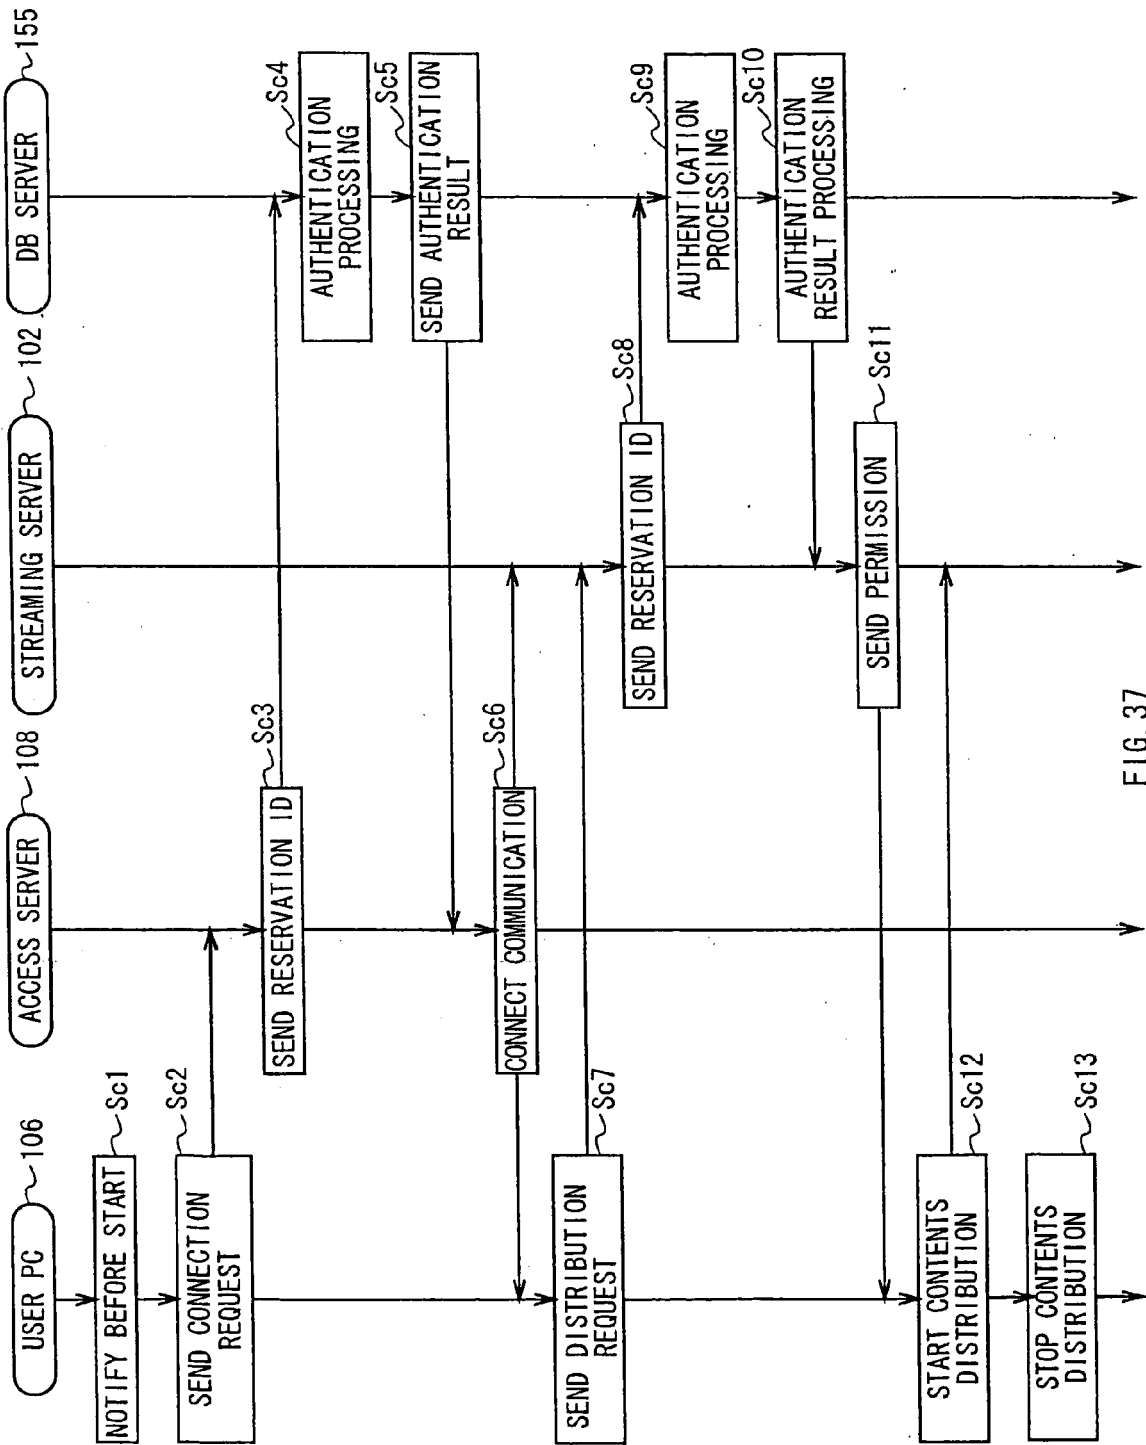 USER PC
106
ACCESS SERVER
108
STREAMING SERVER
102
DB SERVER
155
NOTIFY BEFORE START
Sc1
SEND CONNECTION
REQUEST
Sc2
SEND RESERVATION ID
Sc3
AUTHENTICATION
PROCESSING
Sc4
SEND AUTHENTICATION
RESULT
Sc5
CONNECT COMMUNICATION
Sc6
SEND DISTRIBUTION
REQUEST
Sc7
SEND RESERVATION ID
Sc8
AUTHENTICATION
PROCESSING
Sc9
AUTHENTICATION
RESULT PROCESSING
Sc10
SEND PERMISSION
Sc11
START CONTENTS
DISTRIBUTION
Sc12
STOP CONTENTS
DISTRIBUTION
Sc13
FIG. 37